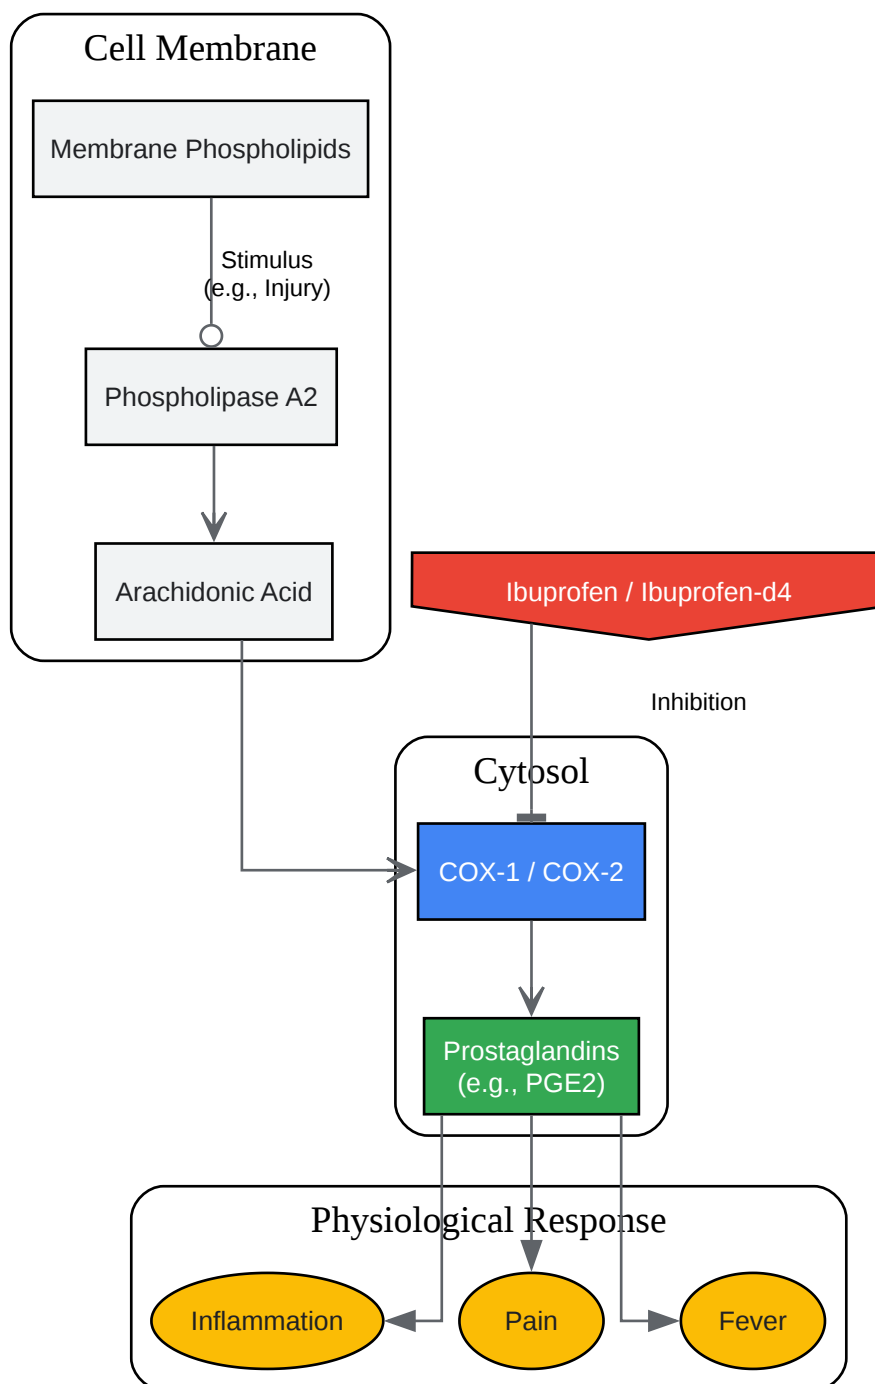 Cell Membrane
Membrane Phospholipids
Stimulus
(e.g., Injury)
Phospholipase A2
Arachidonic Acid
Ibuprofen / Ibuprofen-d4
Inhibition
Cytosol
COX-1 / COX-2
Prostaglandins
(e.g., PGE2)
Physiological Response
Inflammation
Pain
Fever